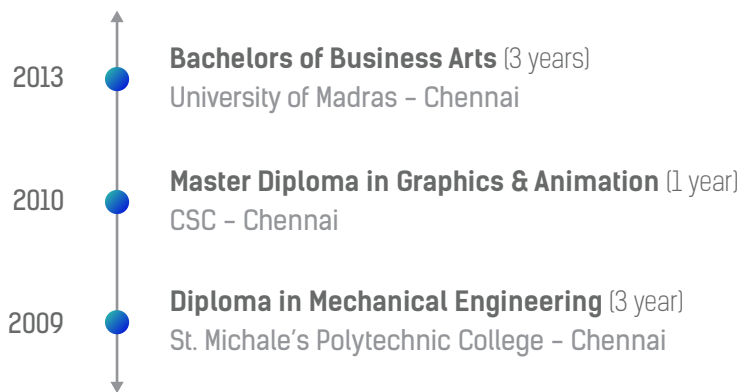 2013
Bachelors of Business Arts (3 years)
University of Madras – Chennai
2010
Master Diploma in Graphics & Animation (1 year)
CSC – Chennai
2009
Diploma in Mechanical Engineering (3 year)
St. Michale’s Polytechnic College – Chennai